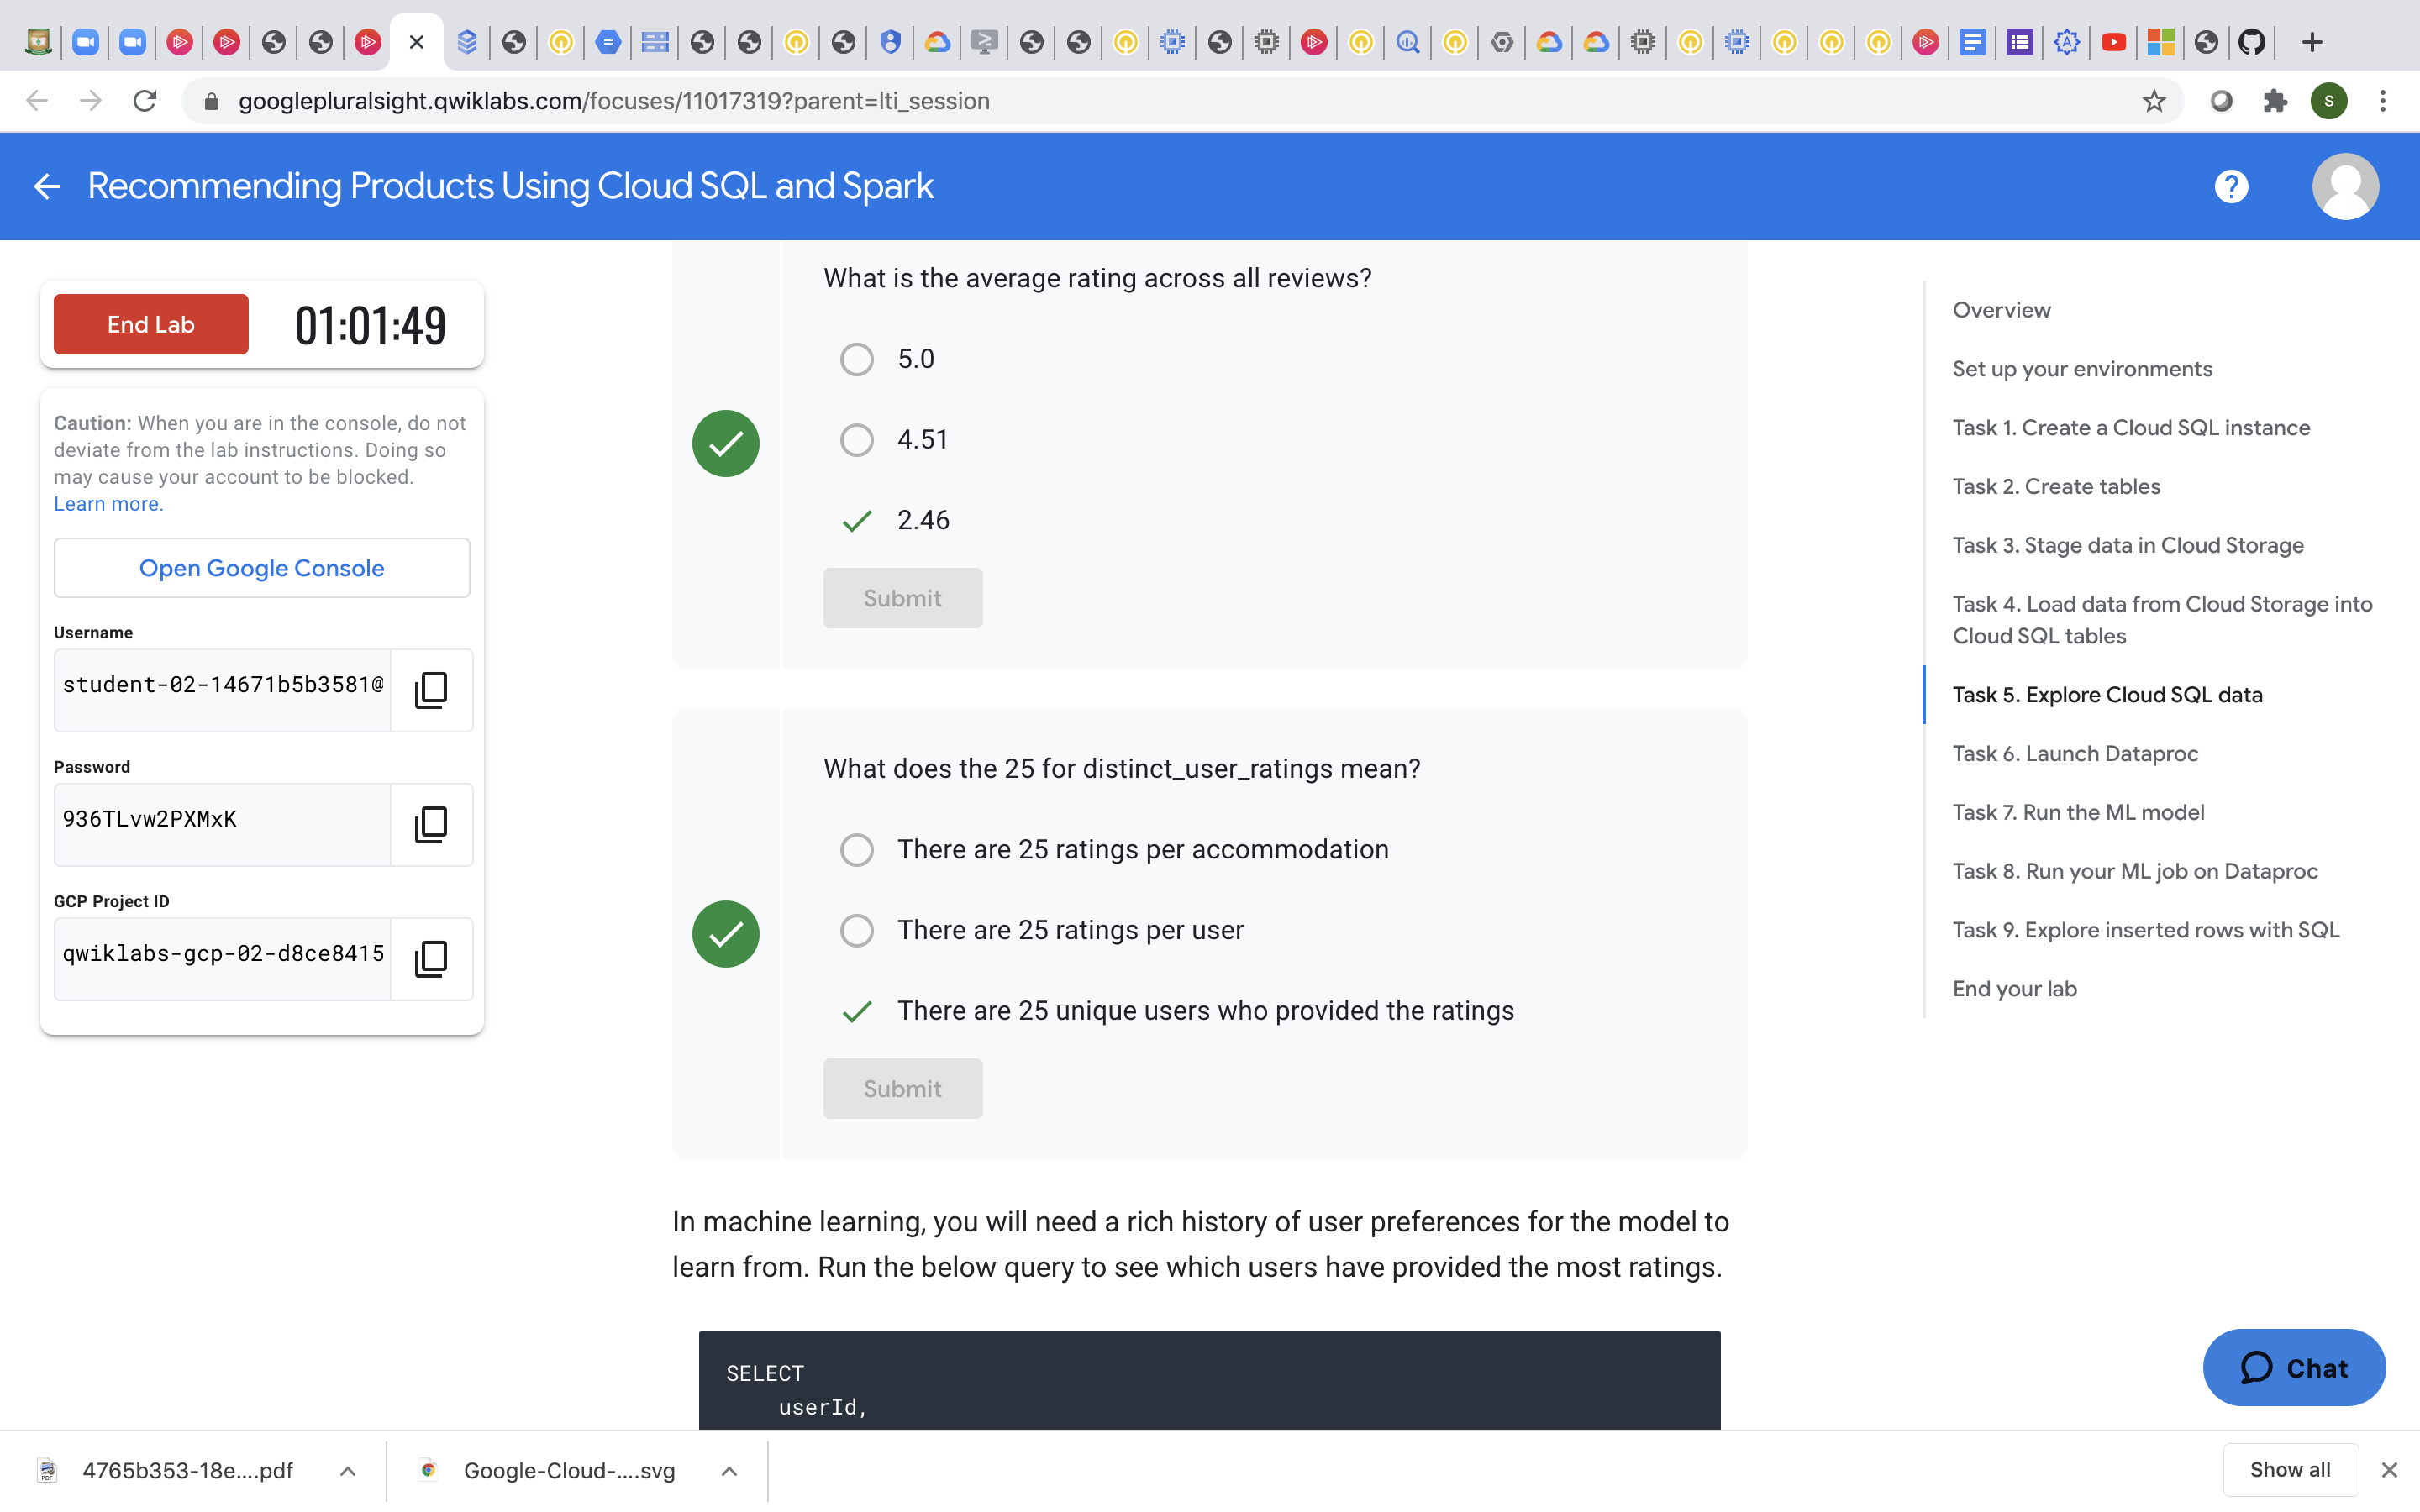 googlepluralsight.qwiklabs.com/focuses/11017319?parent=lti_session
S
Recommending Products Using Cloud SQL and Spark
?
End Lab
01:01:49
Caution: When you are in the console, do not
deviate from the lab instructions. Doing so
may cause your account to be blocked.
Learn more.
Open Google Console
Username
student-02-14671b5b3581@
Password
936TLvw2PXMxK
GCP Project ID
qwiklabs-gcp-02-d8ce8415
What is the average rating across all reviews?
5.0
4.51
2.46
Submit
What does the 25 for distinct_user_ratings mean?
There are 25 ratings per accommodation
There are 25 ratings per user
There are 25 unique users who provided the ratings
Submit
In machine learning, you will need a rich history of user preferences for the model to
learn from. Run the below query to see which users have provided the most ratings.
SELECT
userId,
Overview
Set up your environments
Task 1. Create a Cloud SQL instance
Task 2. Create tables
Task 3. Stage data in Cloud Storage
Task 4. Load data from Cloud Storage into
Cloud SQL tables
Task 5. Explore Cloud SQL data
Task 6. Launch Dataproc
Task 7. Run the ML model
Task 8. Run your ML job on Dataproc
Task 9. Explore inserted rows with SQL
End your lab
Chat
4765b353-18e....pdf
Google-Cloud-....svg
Show all